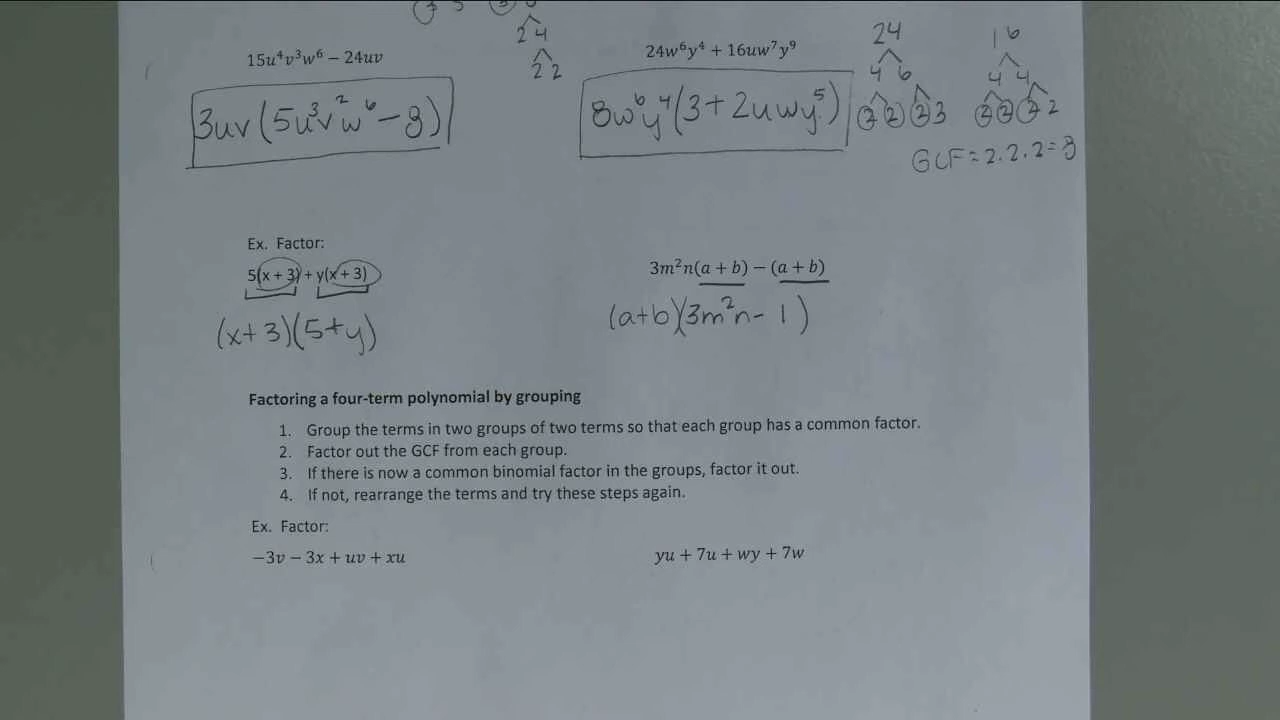 2 4
24
16
15u⁴v³w⁶ − 24uv
24w⁶y⁴ + 16uw⁷y⁹
2 2
4 6
4 4
3uv(5u³v²w⁶ − 8)
8w⁶y⁴(3 + 2uwy⁵)
2 2 2 3
2 2 2 2
GCF = 2·2·2 = 8
Ex. Factor:
5(x + 3) + y(x + 3)
3m²n(a + b) − (a + b)
(x+3)(5+y)
(a+b)(3m²n − 1)
Factoring a four-term polynomial by grouping
1. Group the terms in two groups of two terms so that each group has a common factor.
2. Factor out the GCF from each group.
3. If there is now a common binomial factor in the groups, factor it out.
4. If not, rearrange the terms and try these steps again.
Ex. Factor:
−3v − 3x + uv + xu
yu + 7u + wy + 7w